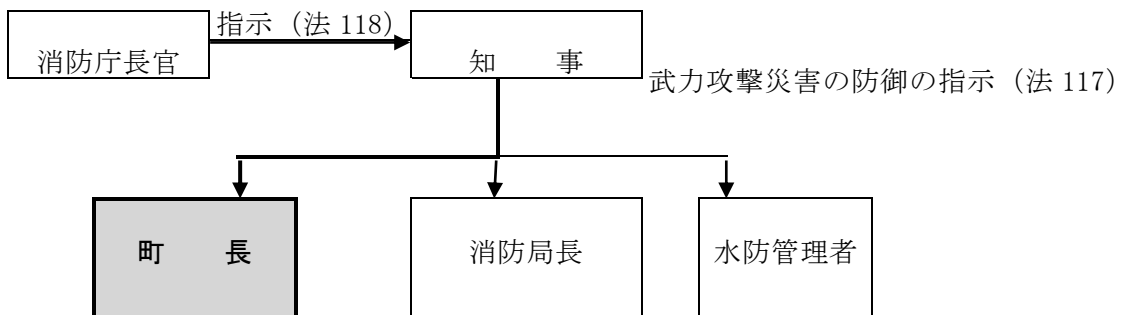 指示（法 118）
消防庁長官
知　　事
武力攻撃災害の防御の指示（法 117）
町　　長
消防局長
水防管理者